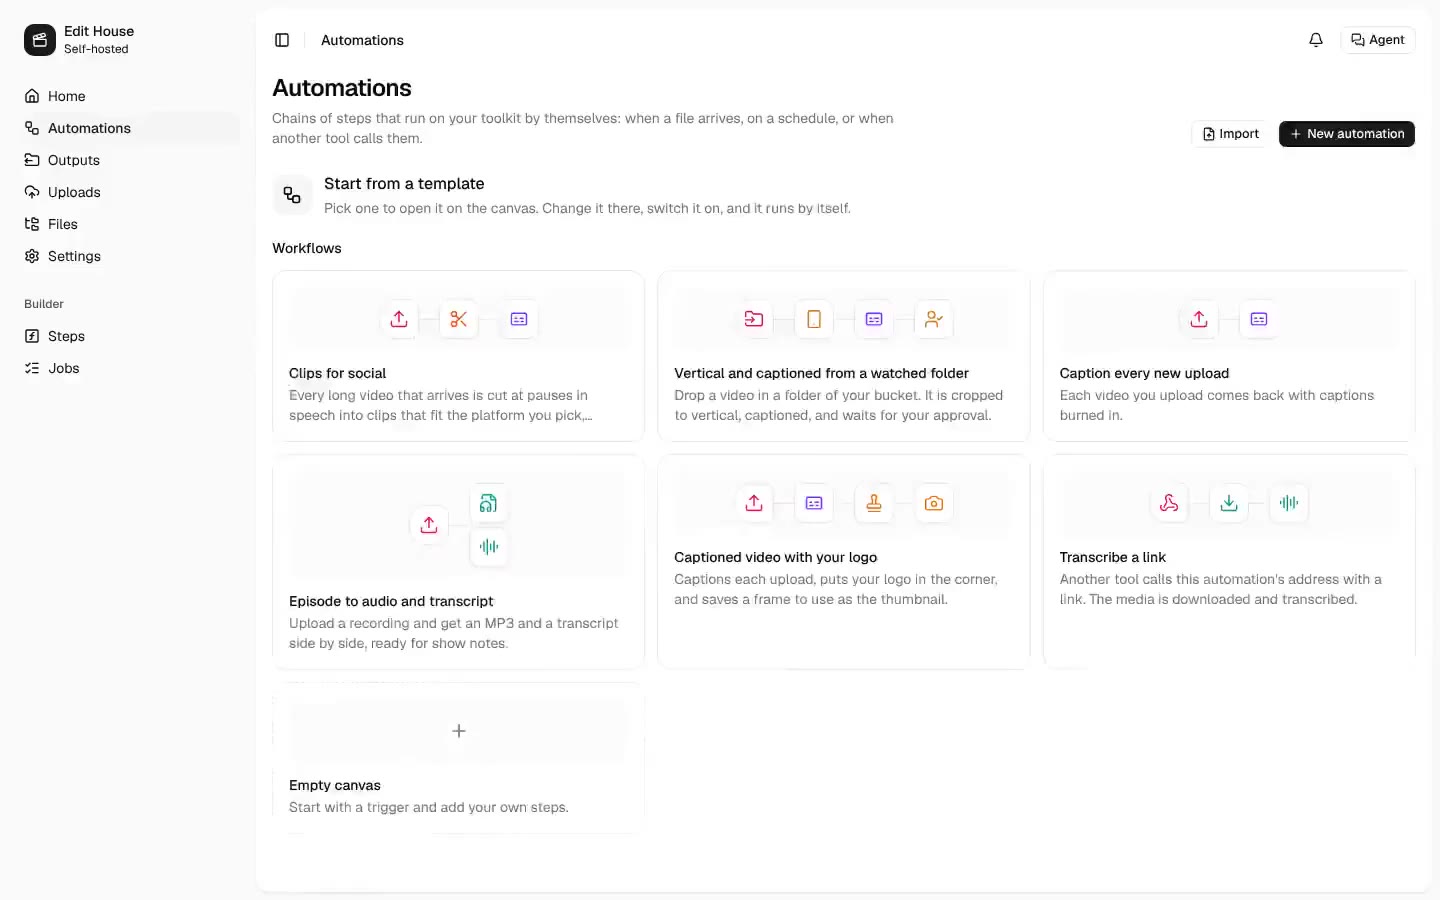 Edit House
Self-hosted
Home
Automations
Outputs
Uploads
Files
Settings
Builder
Steps
Jobs
Automations
Agent
Automations
Chains of steps that run on your toolkit by themselves: when a file arrives, on a schedule, or when
another tool calls them.
Import
New automation
Start from a template
Pick one to open it on the canvas. Change it there, switch it on, and it runs by itself.
Workflows
Clips for social
Every long video that arrives is cut at pauses in
speech into clips that fit the platform you pick,...
Vertical and captioned from a watched folder
Drop a video in a folder of your bucket. It is cropped
to vertical, captioned, and waits for your approval.
Caption every new upload
Each video you upload comes back with captions
burned in.
Episode to audio and transcript
Upload a recording and get an MP3 and a transcript
side by side, ready for show notes.
Captioned video with your logo
Captions each upload, puts your logo in the corner,
and saves a frame to use as the thumbnail.
Transcribe a link
Another tool calls this automation's address with a
link. The media is downloaded and transcribed.
Empty canvas
Start with a trigger and add your own steps.